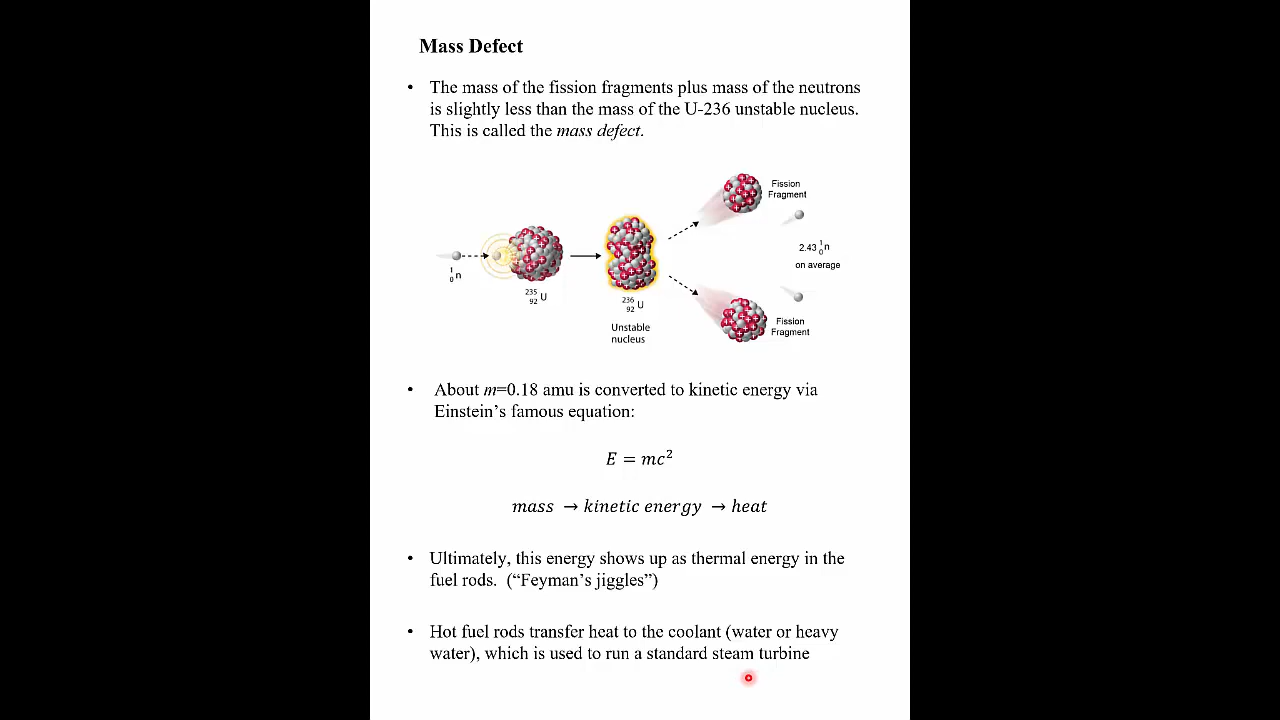 Mass Defect
• The mass of the fission fragments plus mass of the neutrons
is slightly less than the mass of the U-236 unstable nucleus.
This is called the mass defect.
Fission
Fragment
2.43 ¹₀n
on average
¹₀n
²³⁵₉₂U
²³⁶₉₂U
Unstable
nucleus
Fission
Fragment
• About m=0.18 amu is converted to kinetic energy via
Einstein’s famous equation:
E = mc²
mass → kinetic energy → heat
• Ultimately, this energy shows up as thermal energy in the
fuel rods. (“Feyman’s jiggles”)
• Hot fuel rods transfer heat to the coolant (water or heavy
water), which is used to run a standard steam turbine